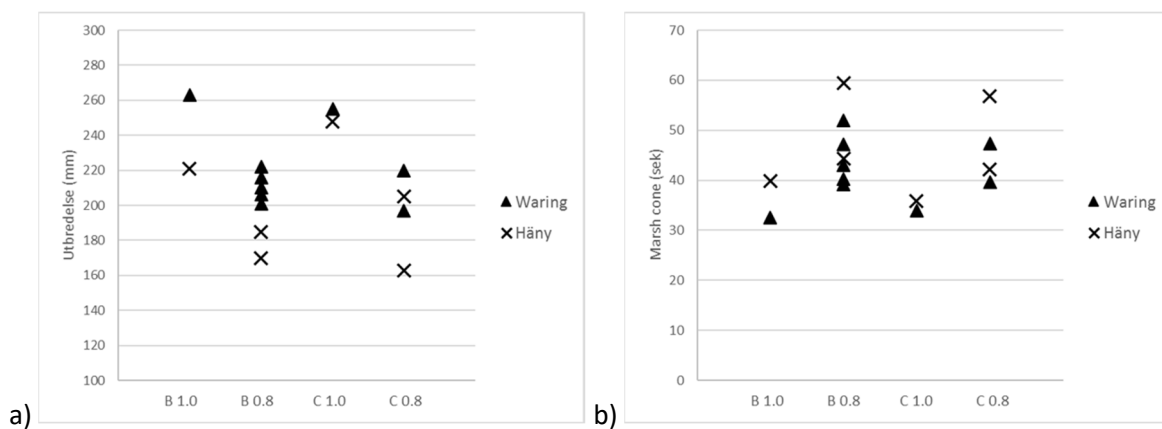 300
280
260
240
220
200
180
160
140
120
100
Utbredelse (mm)
B 1.0 B 0.8 C 1.0 C 0.8
Waring
Häny
a)
70
60
50
40
30
20
10
0
Marsh cone (sek)
B 1.0 B 0.8 C 1.0 C 0.8
Waring
Häny
b)